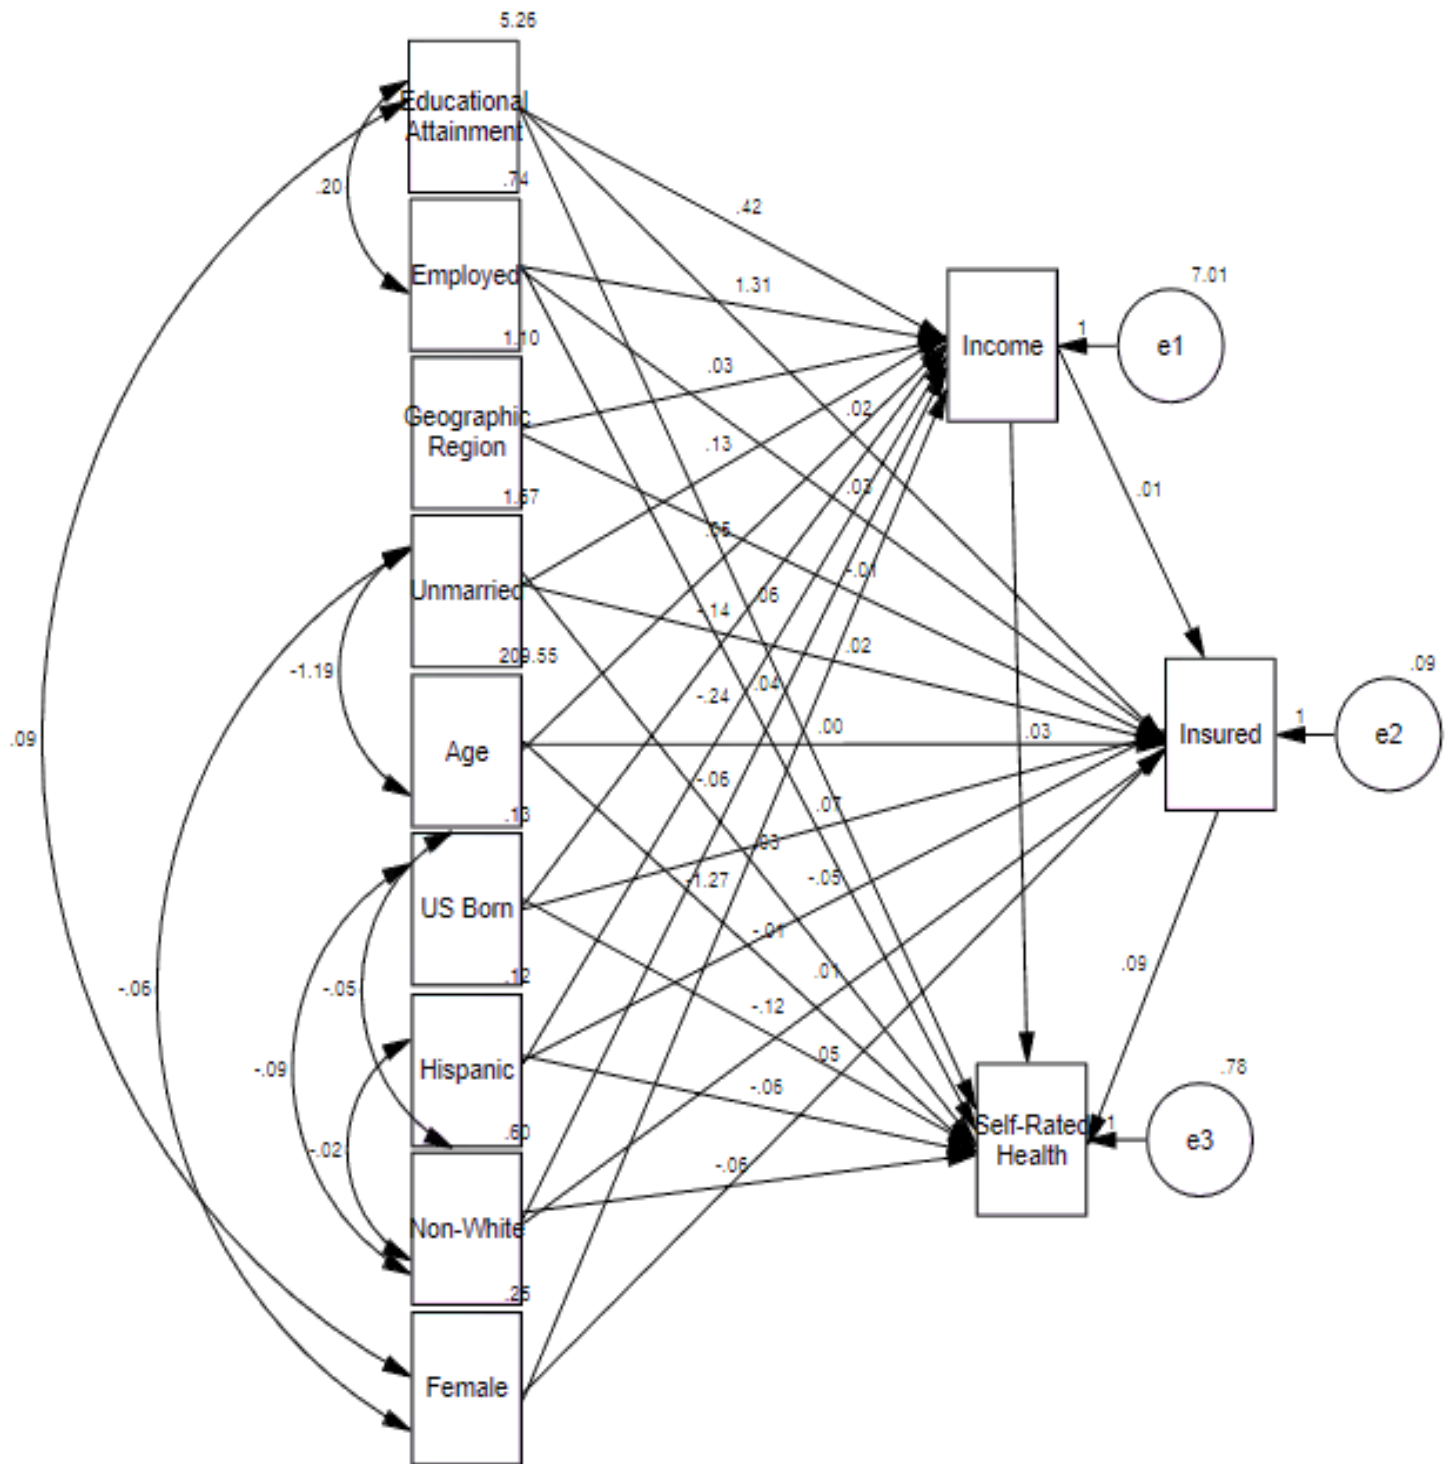 5.26
Educational
Attainment
.74
.20
.42
Employed
7.01
1.31
1.10
Income
1
e1
.03
Geographic
Region
.02
.13
1.67
.03
.01
.05
Unmarried
-.01
.06
-.14
.02
209.55
-1.19
.04
-.24
.09
.00
.03
.09
Insured
1
e2
Age
-.06
.13
.07
.03
-1.27
-.05
US Born
-.01
.09
.12
.01
-.06
-.05
-.12
.05
-.09
Hispanic
-.06
.78
.60
Self-Rated
Health
1
e3
-.02
-.06
Non-White
.25
Female